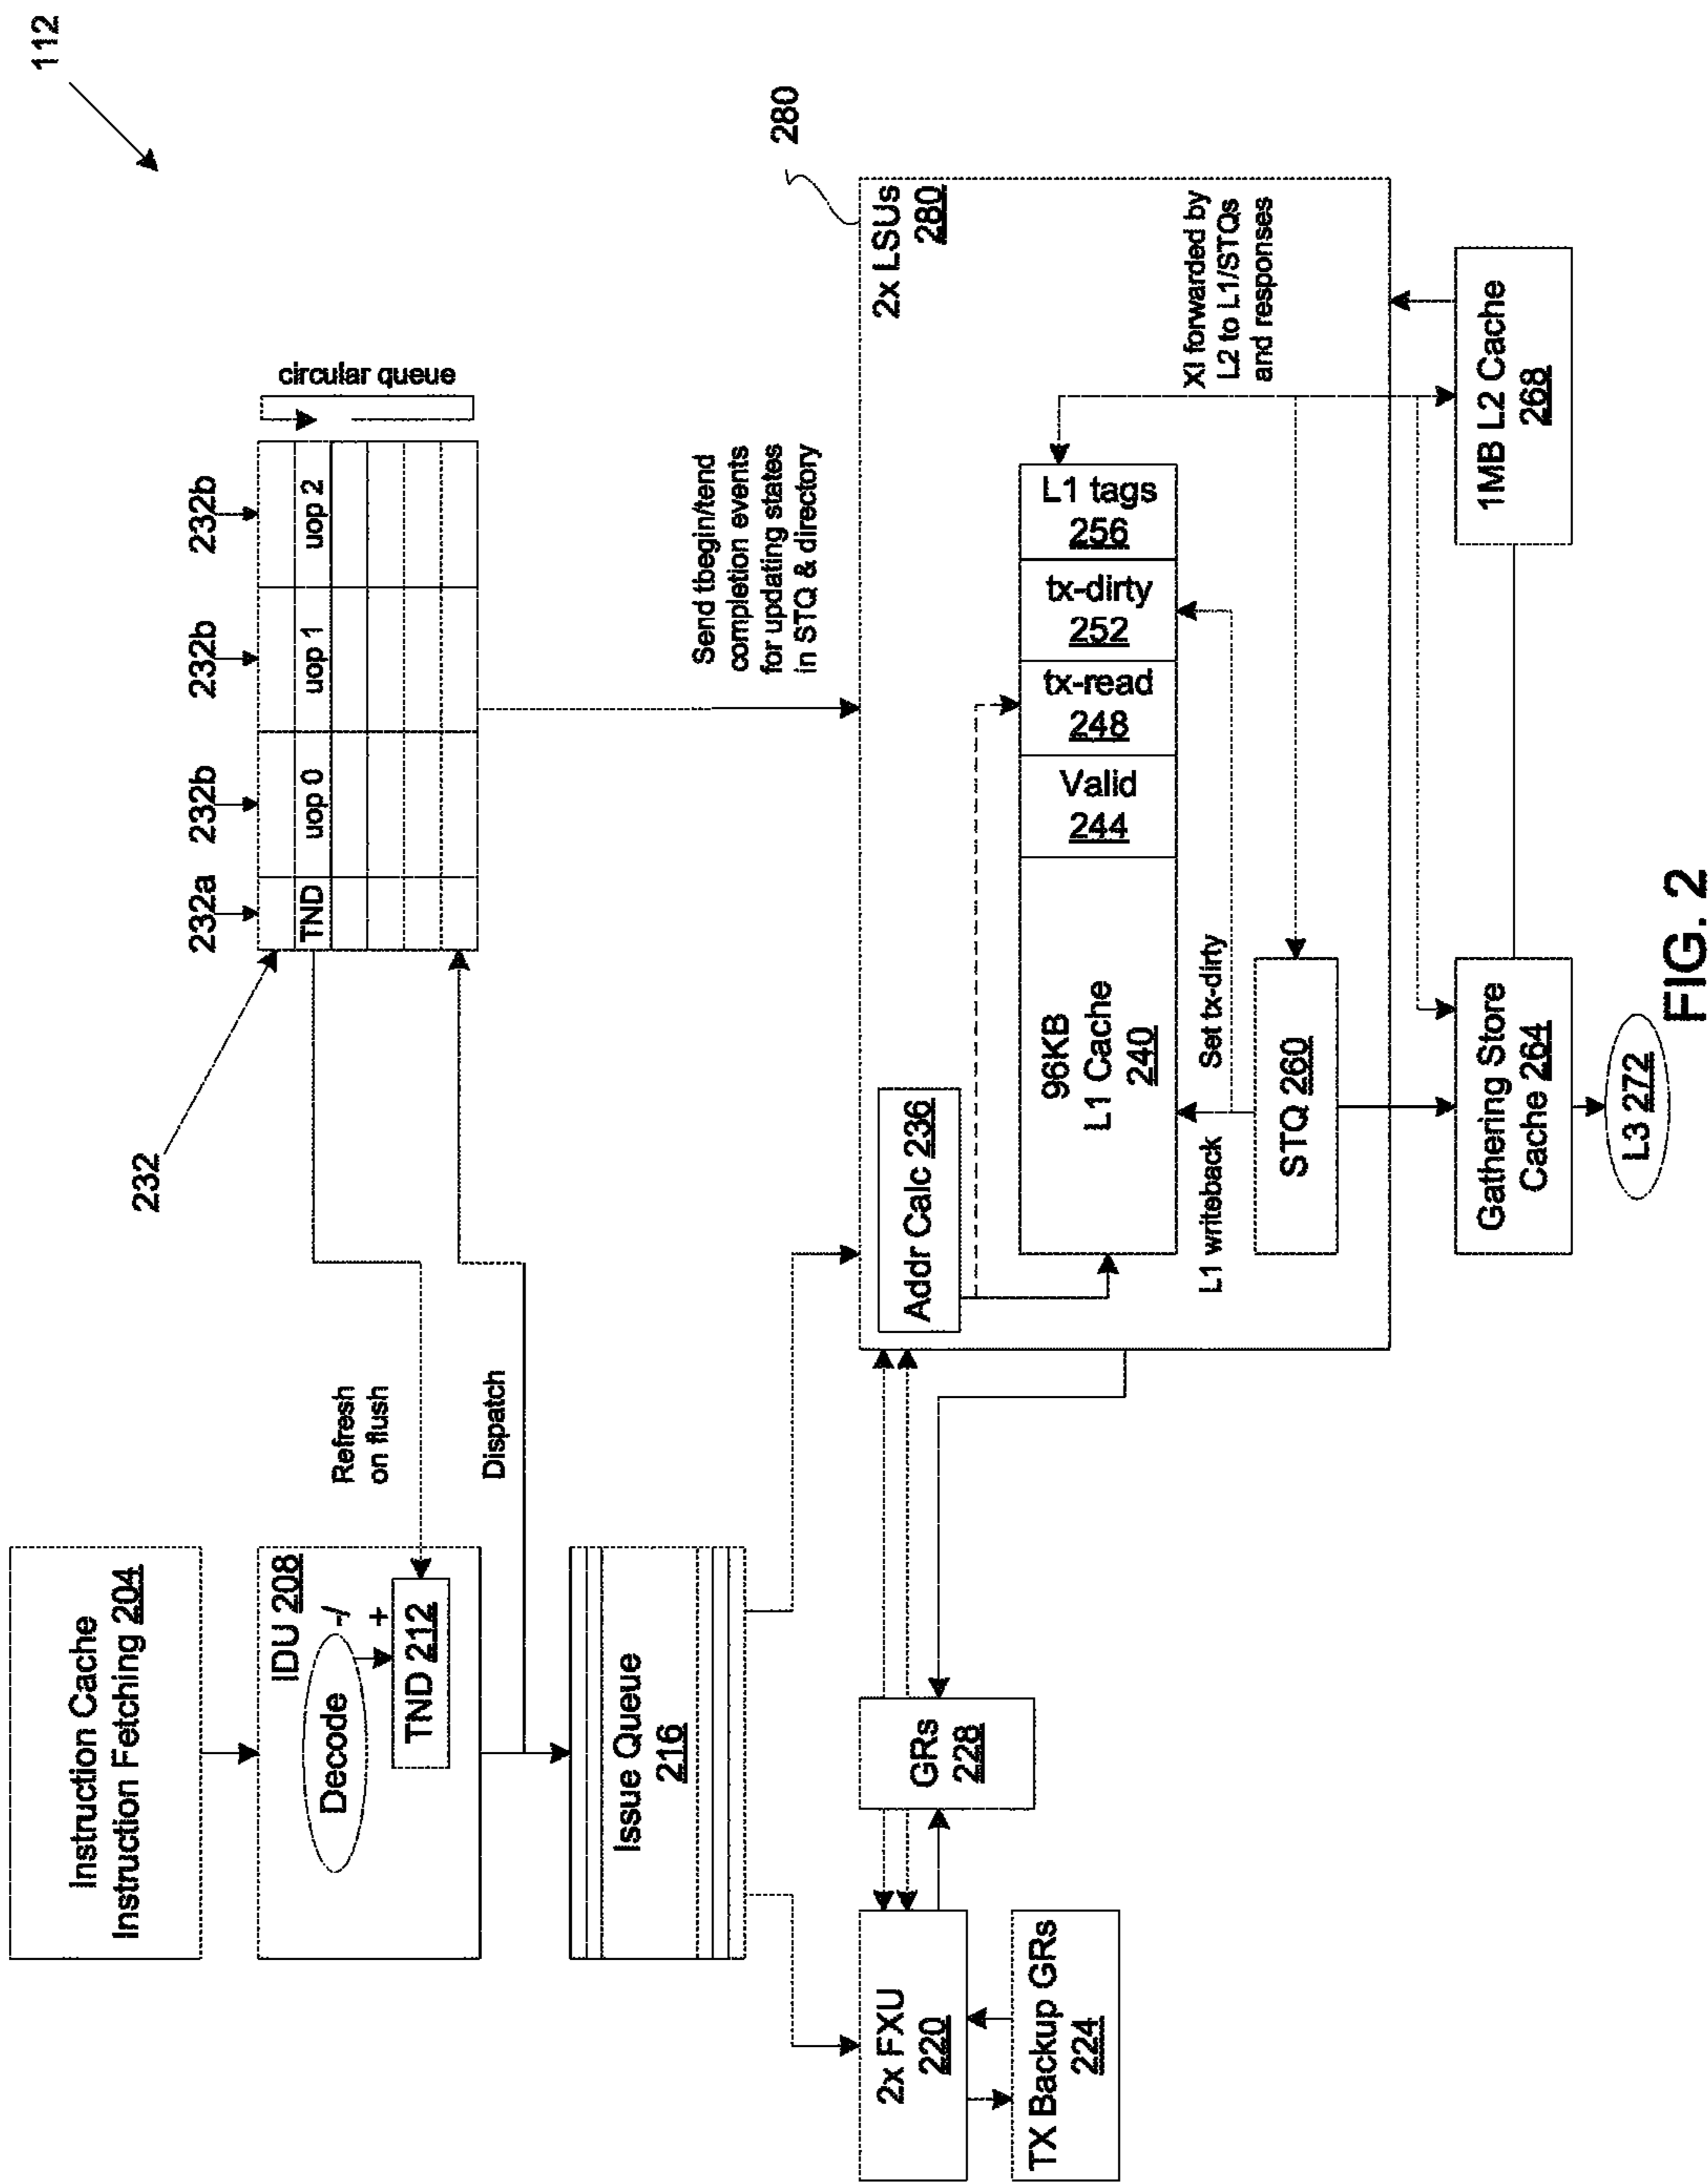 112
Instruction Cache
Instruction Fetching 204
IDU 208
Decode
-/
+
TND 212
Refresh
on flush
Dispatch
232
232a
232b
232b
232b
TND
uop 0
uop 1
uop 2
circular queue
Issue Queue
216
Send tbegin/tend
completion events
for updating states
in STQ & directory
2x FXU
220
TX Backup GRs
224
GRs
228
280
2x LSUs
280
Addr Calc 236
96KB
L1 Cache
240
Valid
244
tx-read
248
tx-dirty
252
L1 tags
256
XI forwarded by
L2 to L1/STQs
and responses
L1 writeback
Set tx-dirty
STQ 260
Gathering Store
Cache 264
1MB L2 Cache
268
L3 272
FIG. 2